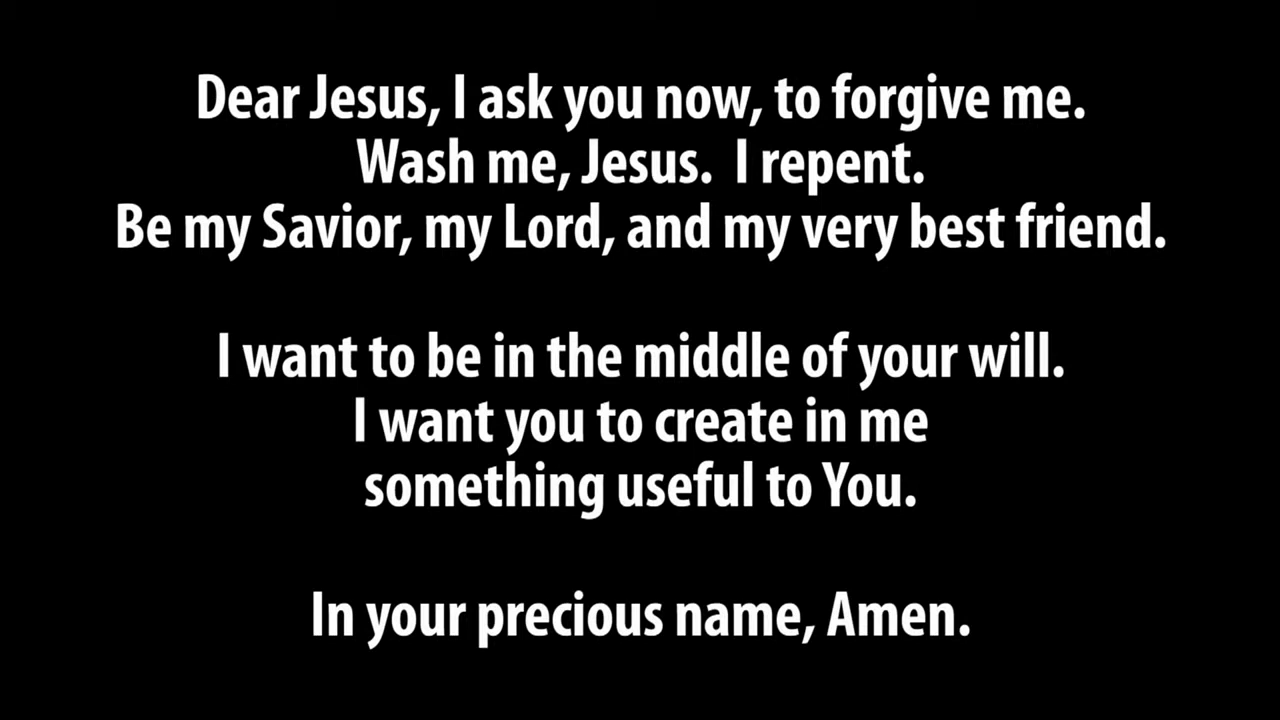 Dear Jesus, I ask you now, to forgive me.
Wash me, Jesus.  I repent.
Be my Savior, my Lord, and my very best friend.
I want to be in the middle of your will.
I want you to create in me
something useful to You.
In your precious name, Amen.